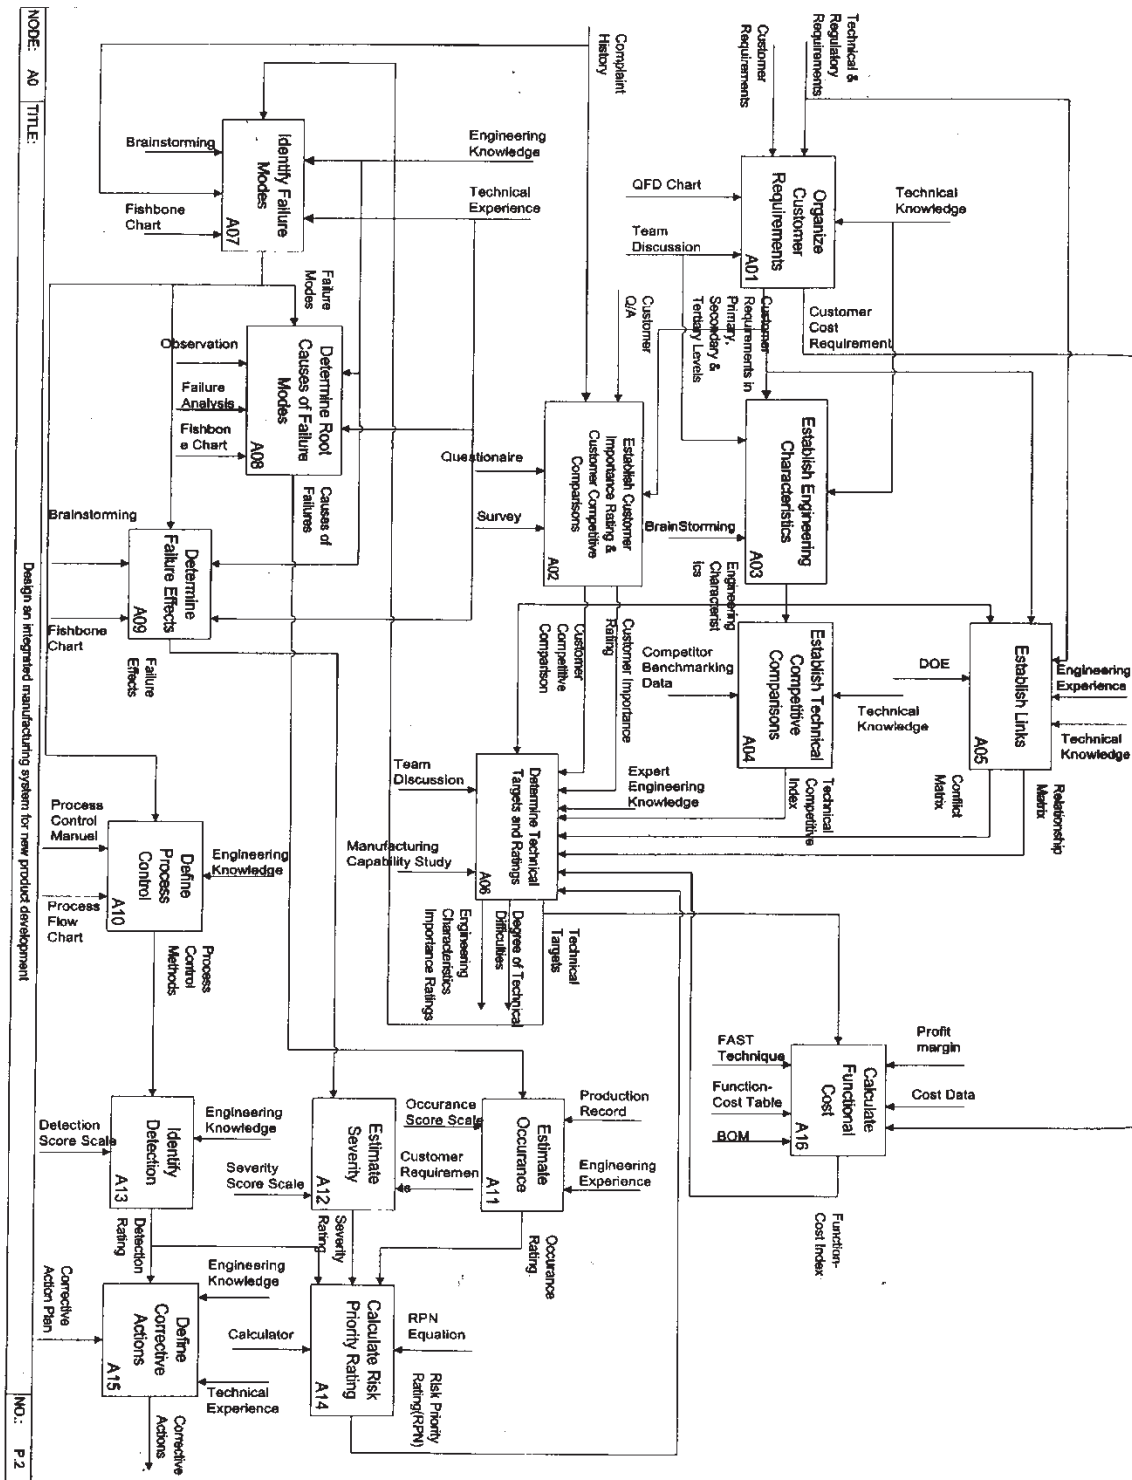 Technical &
Regulatory
Requirements
Customer
Requirements
Complaint
History
QFD Chart
Team
Discussion
Organize
Customer
Requirements
A01
Technical
Knowledge
Customer
Cost
Requirement
Customer
Requirements in
Primary,
Secondary &
Tertiary Levels
Customer
Q/A
Questionaire
Survey
Establish Customer
Importance Rating &
Customer Competitive
Comparisons
A02
Customer Importance
Rating
Customer
Competitive
Comparison
BrainStorming
Establish Engineering
Characteristics
A03
Engineering
Characterist
ics
Competitor
Benchmarking
Data
Establish Technical
Competitive
Comparisons
A04
Technical
Knowledge
Technical
Competitive
Index
DOE
Establish Links
A05
Engineering
Experience
Technical
Knowledge
Relationship
Matrix
Conflict
Matrix
Team
Discussion
Manufacturing
Capability Study
Expert
Engineering
Knowledge
Determine Technical
Targets and Ratings
A06
Technical
Targets
Degree of Technical
Difficulties
Engineering
Characteristics
Importance Ratings
Brainstorming
Fishbone
Chart
Identify Failure
Modes
A07
Engineering
Knowledge
Technical
Experience
Failure
Modes
Observation
Failure
Analysis
Fishbon
e Chart
Determine Root
Causes of Failure
Modes
A08
Causes of
Failures
Brainstorming
Fishbone
Chart
Determine
Failure Effects
A09
Failure
Effects
Process
Control
Manual
Process
Flow
Chart
Define
Process
Control
A10
Engineering
Knowledge
Process
Control
Methods
Occurance
Score Scale
Production
Record
Engineering
Experience
Estimate
Occurance
A11
Occurance
Rating
Customer
Requiremen
s
Severity
Score Scale
Estimate
Severity
A12
Severity
Rating
Detection
Score Scale
Engineering
Knowledge
Identify
Detection
A13
Detection
Rating
Calculator
RPN
Equation
Calculate Risk
Priority Rating
A14
Risk Priority
Rating(RPN)
Corrective
Action Plan
Engineering
Knowledge
Technical
Experience
Define
Corrective
Actions
A15
Corrective
Actions
FAST
Technique
Function-
Cost Table
BOM
Profit
margin
Cost Data
Calculate
Functional
Cost
A16
Function-
Cost Index
NODE: A0
TITLE:
Design an integrated manufacturing system for new product development
NO.: P.2